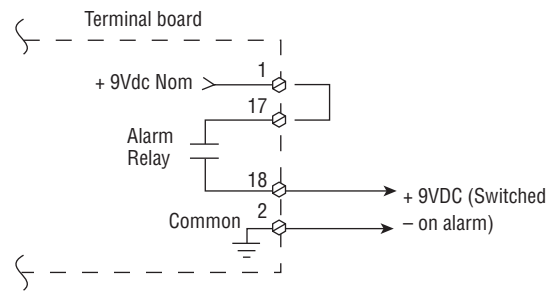 Terminal board
1
+ 9Vdc Nom
17
Alarm
Relay
18
+ 9VDC (Switched
Common
2
– on alarm)